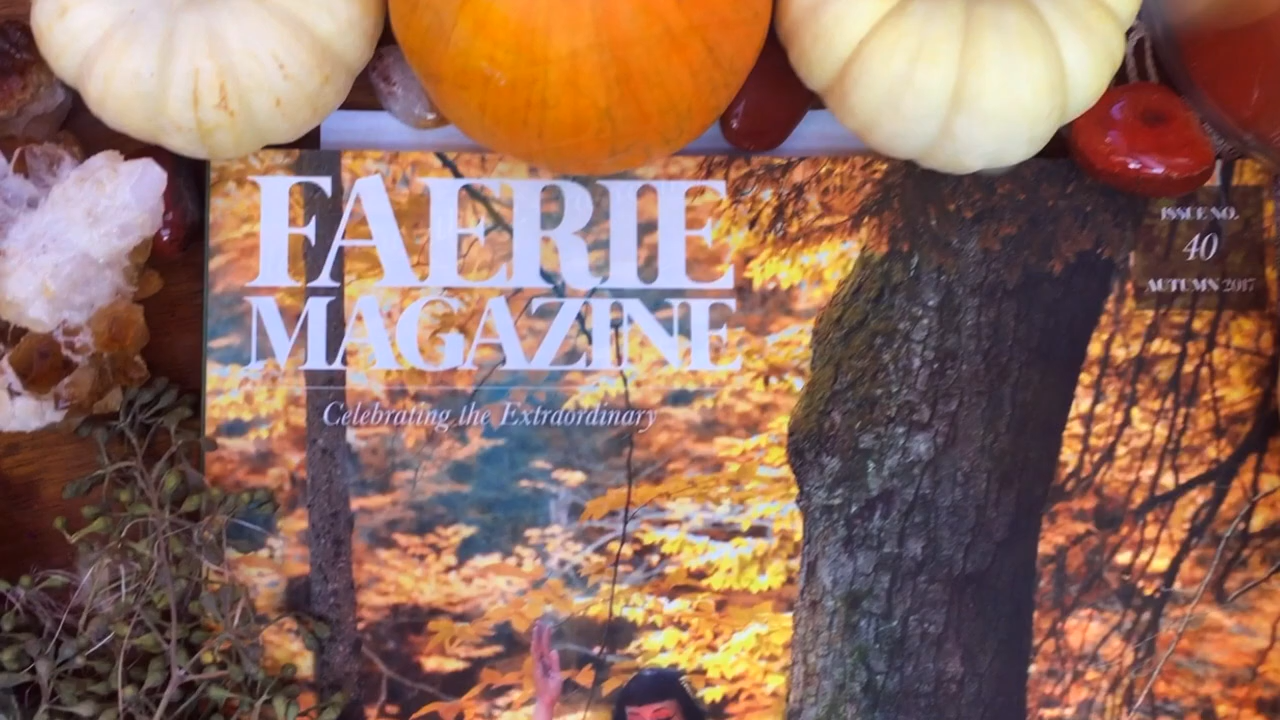 FAERIE
MAGAZINE
Celebrating the Extraordinary
ISSUE NO.
40
AUTUMN 2017